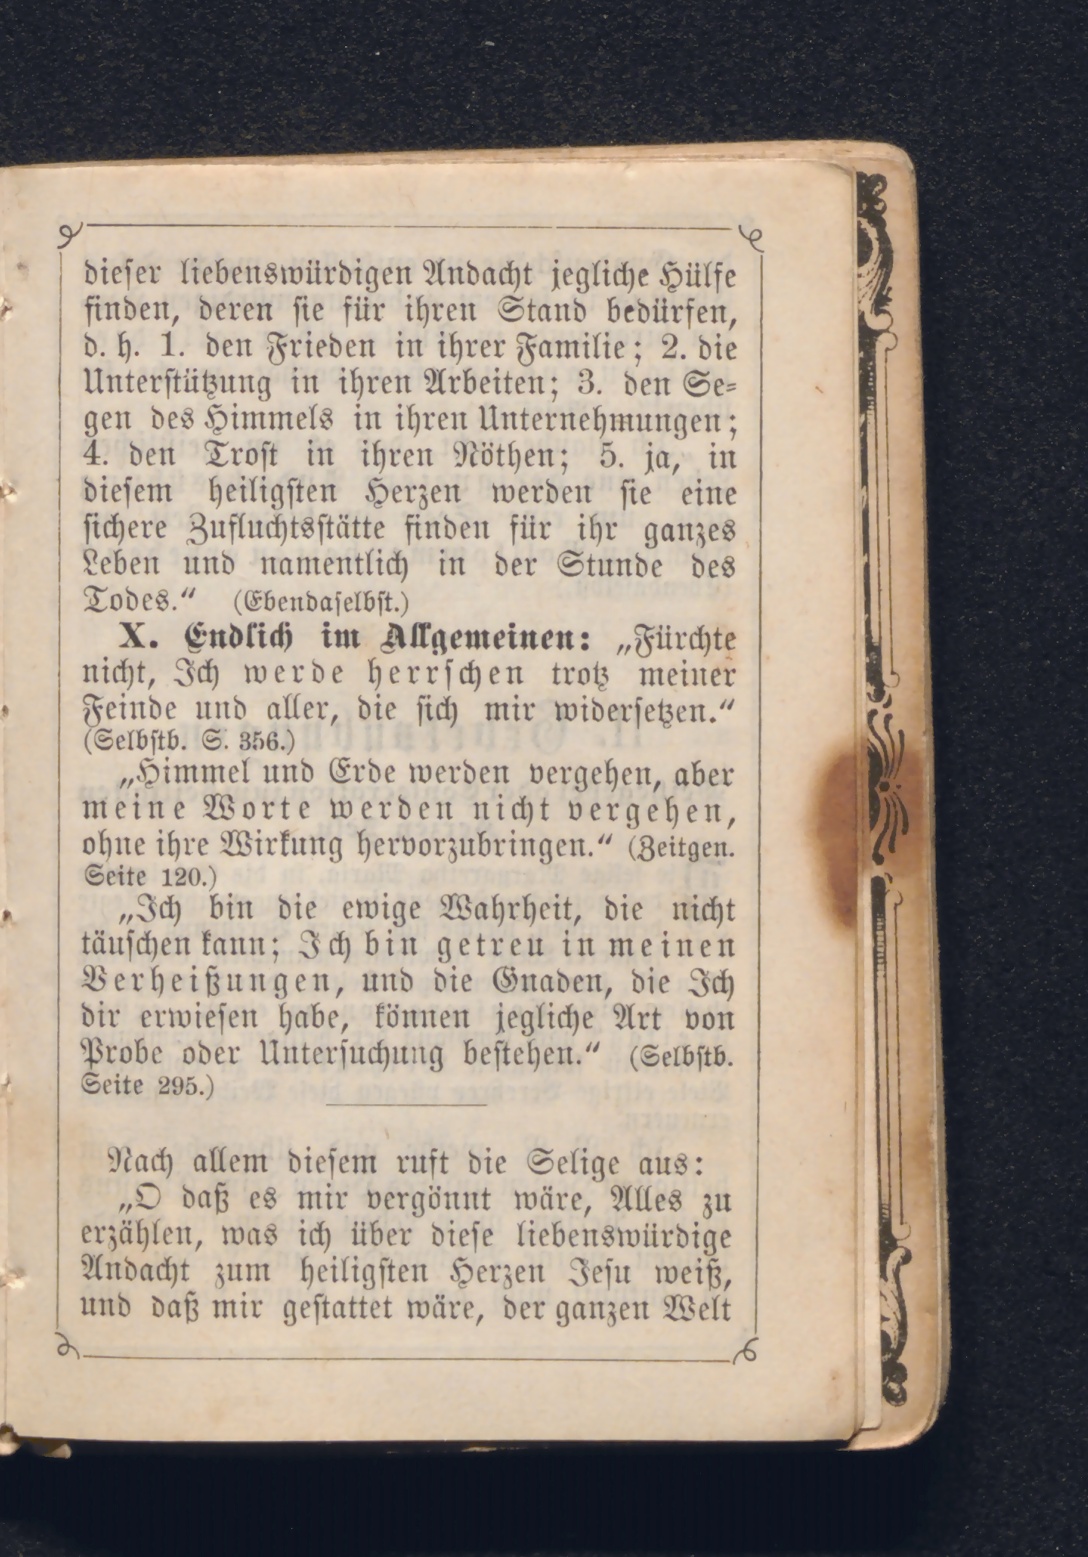 dieser liebenswürdigen Andacht jegliche Hülfe
finden, deren sie für ihren Stand bedürfen,
d. h. 1. den Frieden in ihrer Familie; 2. die
Unterstützung in ihren Arbeiten; 3. den Se-
gen des Himmels in ihren Unternehmungen;
4. den Trost in ihren Nöthen; 5. ja, in
diesem heiligsten Herzen werden sie eine
sichere Zufluchtsstätte finden für ihr ganzes
Leben und namentlich in der Stunde des
Todes.“ (Ebendaselbst.)
X. Endlich im Allgemeinen: „Fürchte
nicht, Ich werde herrschen trotz meiner
Feinde und aller, die sich mir widersetzen.“
(Selbstb. S. 356.)
„Himmel und Erde werden vergehen, aber
meine Worte werden nicht vergehen,
ohne ihre Wirkung hervorzubringen.“ (Zeitgen.
Seite 120.)
„Ich bin die ewige Wahrheit, die nicht
täuschen kann; Ich bin getreu in meinen
Verheißungen, und die Gnaden, die Ich
dir erwiesen habe, können jegliche Art von
Probe oder Untersuchung bestehen.“ (Selbstb.
Seite 295.)
Nach allem diesem ruft die Selige aus:
„O daß es mir vergönnt wäre, Alles zu
erzählen, was ich über diese liebenswürdige
Andacht zum heiligsten Herzen Jesu weiß,
und daß mir gestattet wäre, der ganzen Welt